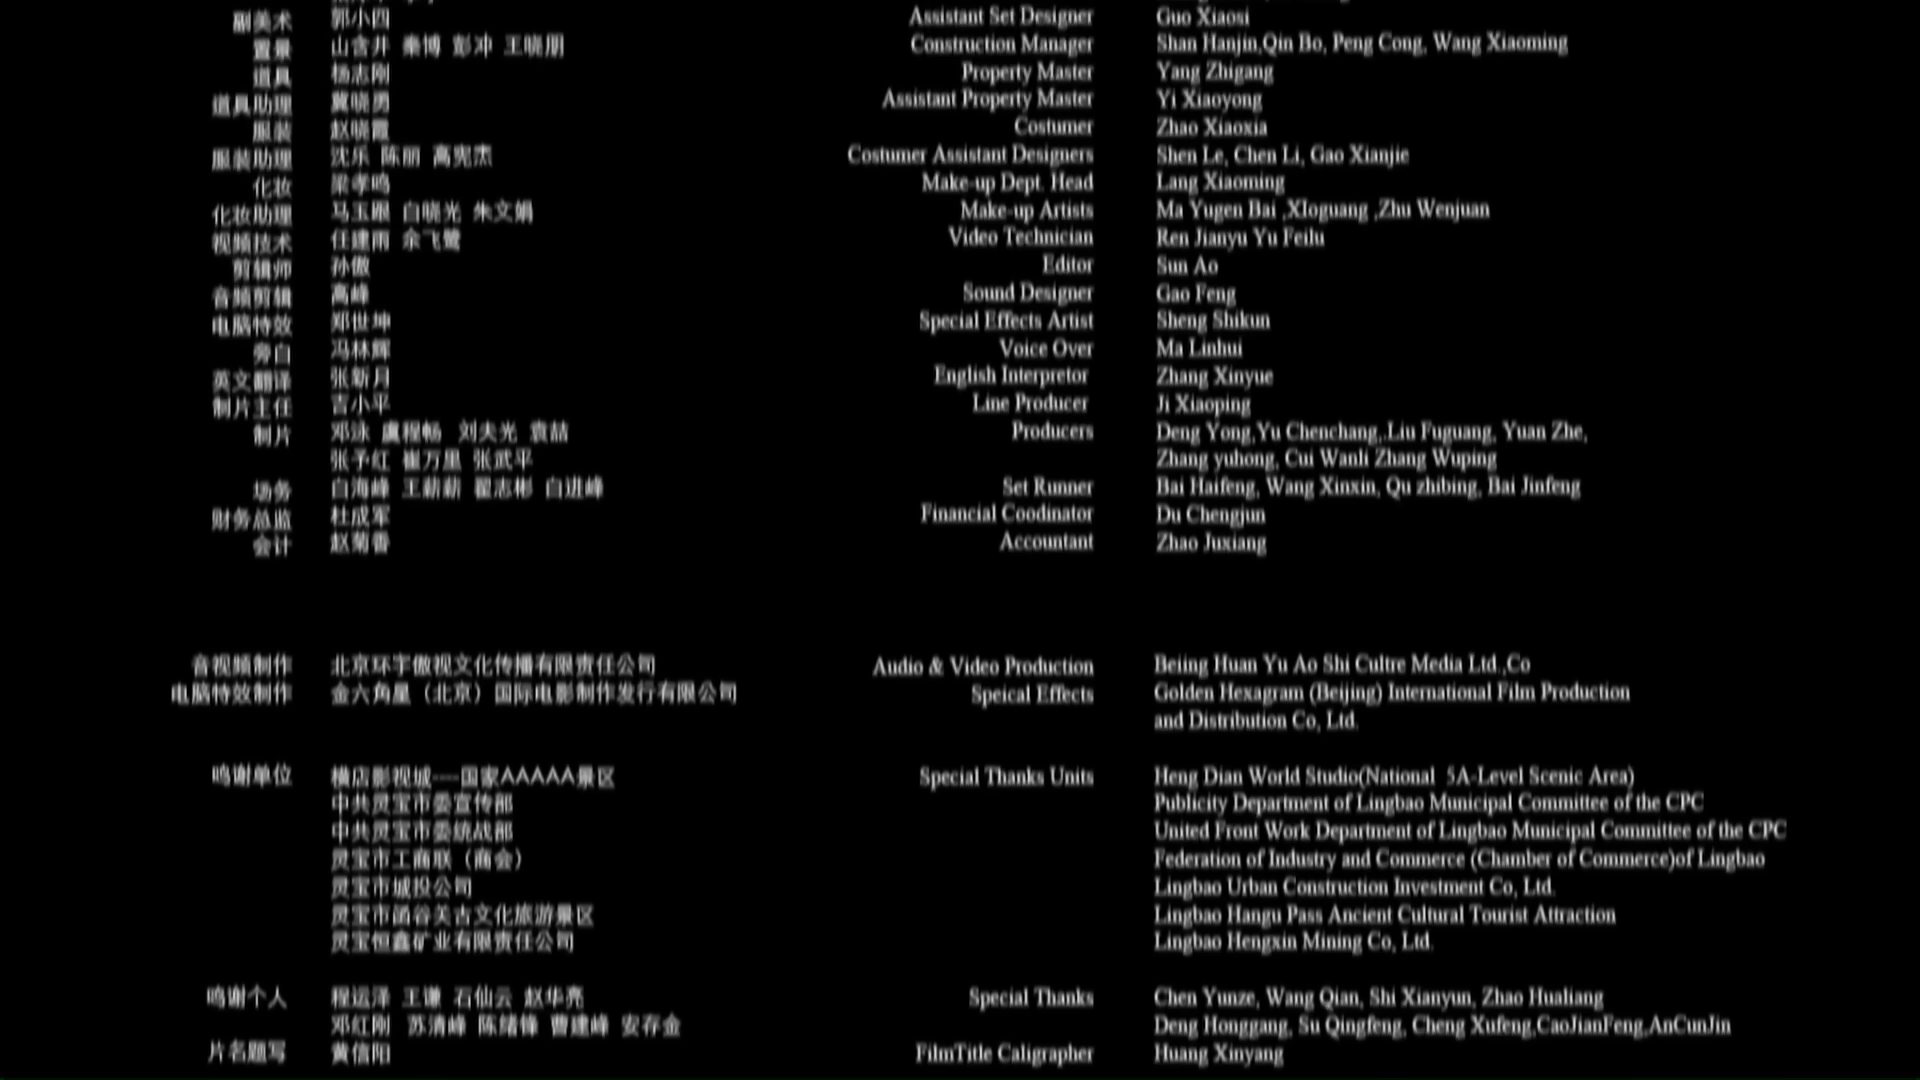 副美术 郭小四 Assistant Set Designer Guo Xiaosi
置景 山含井 秦博 彭冲 王晓朋 Construction Manager Shan Hanjin,Qin Bo, Peng Cong, Wang Xiaoming
道具 杨志刚 Property Master Yang Zhigang
道具助理 冀晓勇 Assistant Property Master Yi Xiaoyong
服装 赵晓霞 Costumer Zhao Xiaoxia
服装助理 沈乐 陈丽 高宪杰 Costumer Assistant Designers Shen Le, Chen Li, Gao Xianjie
化妆 梁孝鸣 Make-up Dept. Head Lang Xiaoming
化妆助理 马玉跟 白晓光 朱文娟 Make-up Artists Ma Yugen Bai ,XIoguang ,Zhu Wenjuan
视频技术 任建雨 余飞鹭 Video Technician Ren Jianyu Yu Feilu
剪辑师 孙傲 Editor Sun Ao
音频剪辑 高峰 Sound Designer Gao Feng
电脑特效 郑世坤 Special Effects Artist Sheng Shikun
旁白 冯林辉 Voice Over Ma Linhui
英文翻译 张新月 English Interpretor Zhang Xinyue
制片主任 吉小平 Line Producer Ji Xiaoping
制片 邓泳 虞程畅 刘夫光 袁喆 Producers Deng Yong,Yu Chenchang,.Liu Fuguang, Yuan Zhe,
张予红 崔万里 张武平 Zhang yuhong, Cui Wanli Zhang Wuping
场务 白海峰 王薪薪 翟志彬 白进峰 Set Runner Bai Haifeng, Wang Xinxin, Qu zhibing, Bai Jinfeng
财务总监 杜成军 Financial Coodinator Du Chengjun
会计 赵菊香 Accountant Zhao Juxiang
音视频制作 北京环宇傲视文化传播有限责任公司 Audio & Video Production Beiing Huan Yu Ao Shi Cultre Media Ltd.,Co
电脑特效制作 金六角星（北京）国际电影制作发行有限公司 Speical Effects Golden Hexagram (Beijing) International Film Production
and Distribution Co, Ltd.
鸣谢单位 横店影视城---国家AAAAA景区 Special Thanks Units Heng Dian World Studio(National 5A-Level Scenic Area)
中共灵宝市委宣传部 Publicity Department of Lingbao Municipal Committee of the CPC
中共灵宝市委统战部 United Front Work Department of Lingbao Municipal Committee of the CPC
灵宝市工商联（商会） Federation of Industry and Commerce (Chamber of Commerce)of Lingbao
灵宝市城投公司 Lingbao Urban Construction Investment Co, Ltd.
灵宝市函谷关古文化旅游景区 Lingbao Hangu Pass Ancient Cultural Tourist Attraction
灵宝恒鑫矿业有限责任公司 Lingbao Hengxin Mining Co, Ltd.
鸣谢个人 程运泽 王谦 石仙云 赵华亮 Special Thanks Chen Yunze, Wang Qian, Shi Xianyun, Zhao Hualiang
邓红刚 苏清峰 陈绪锋 曹建峰 安存金 Deng Honggang, Su Qingfeng, Cheng Xufeng,CaoJianFeng,AnCunJin
片名题写 黄信阳 FilmTitle Caligrapher Huang Xinyang